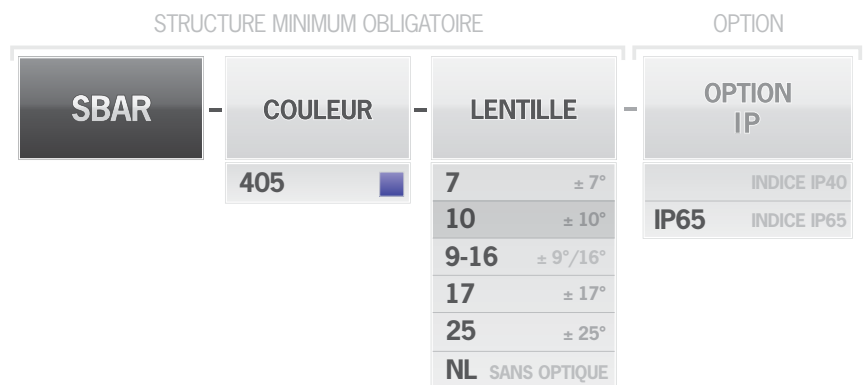 STRUCTURE MINIMUM OBLIGATOIRE OPTION
SBAR - COULEUR - LENTILLE - OPTION IP
405
7 ± 7°
10 ± 10°
9-16 ± 9°/16°
17 ± 17°
25 ± 25°
NL SANS OPTIQUE
INDICE IP40
IP65 INDICE IP65